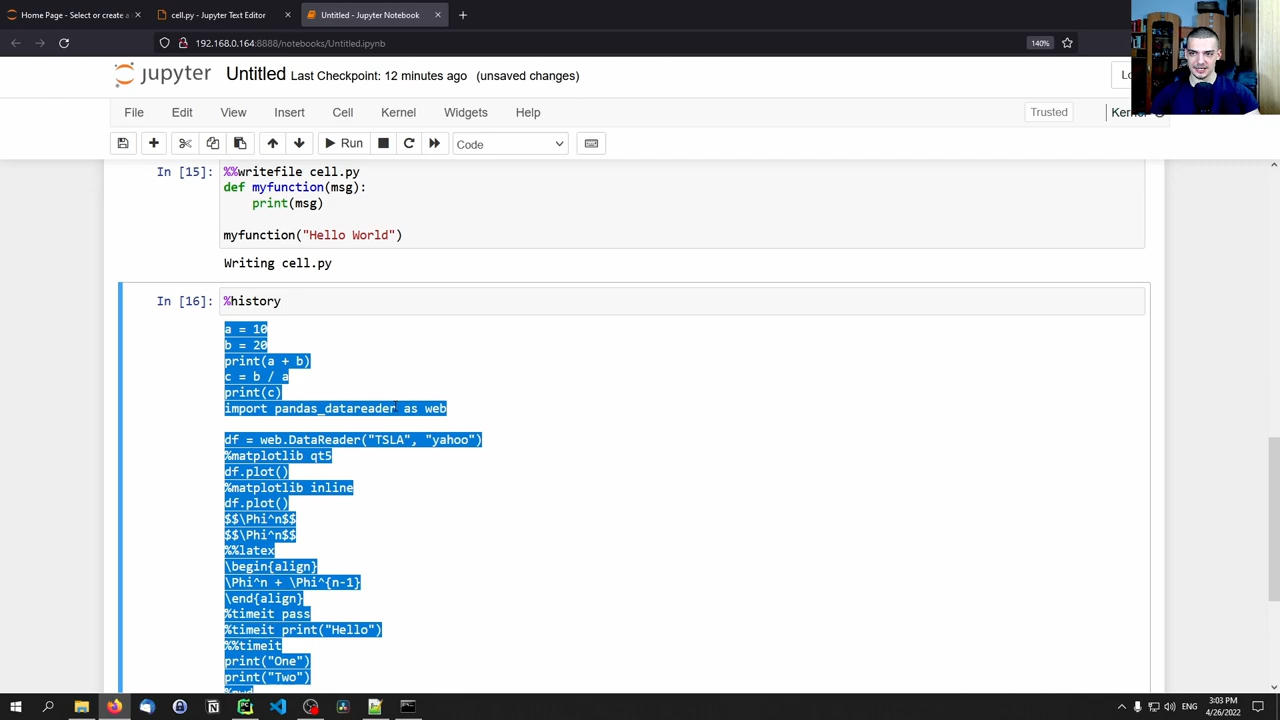 Home Page - Select or create a
cell.py - Jupyter Text Editor
Untitled - Jupyter Notebook
192.168.0.164:8888/notebooks/Untitled.ipynb
140%
jupyter Untitled Last Checkpoint: 12 minutes ago (unsaved changes)
File Edit View Insert Cell Kernel Widgets Help
Trusted
Run
Code
In [15]: %%writefile cell.py
def myfunction(msg):
    print(msg)
myfunction("Hello World")
Writing cell.py
In [16]: %history
a = 10
b = 20
print(a + b)
c = b / a
print(c)
import pandas_datareader as web
df = web.DataReader("TSLA", "yahoo")
%matplotlib qt5
df.plot()
%matplotlib inline
df.plot()
$$\Phi^n$$
$$\Phi^n$$
%%latex
\begin{align}
\Phi^n + \Phi^{n-1}
\end{align}
%timeit pass
%timeit print("Hello")
%%timeit
print("One")
print("Two")
%pwd
ENG
3:03 PM
4/26/2022